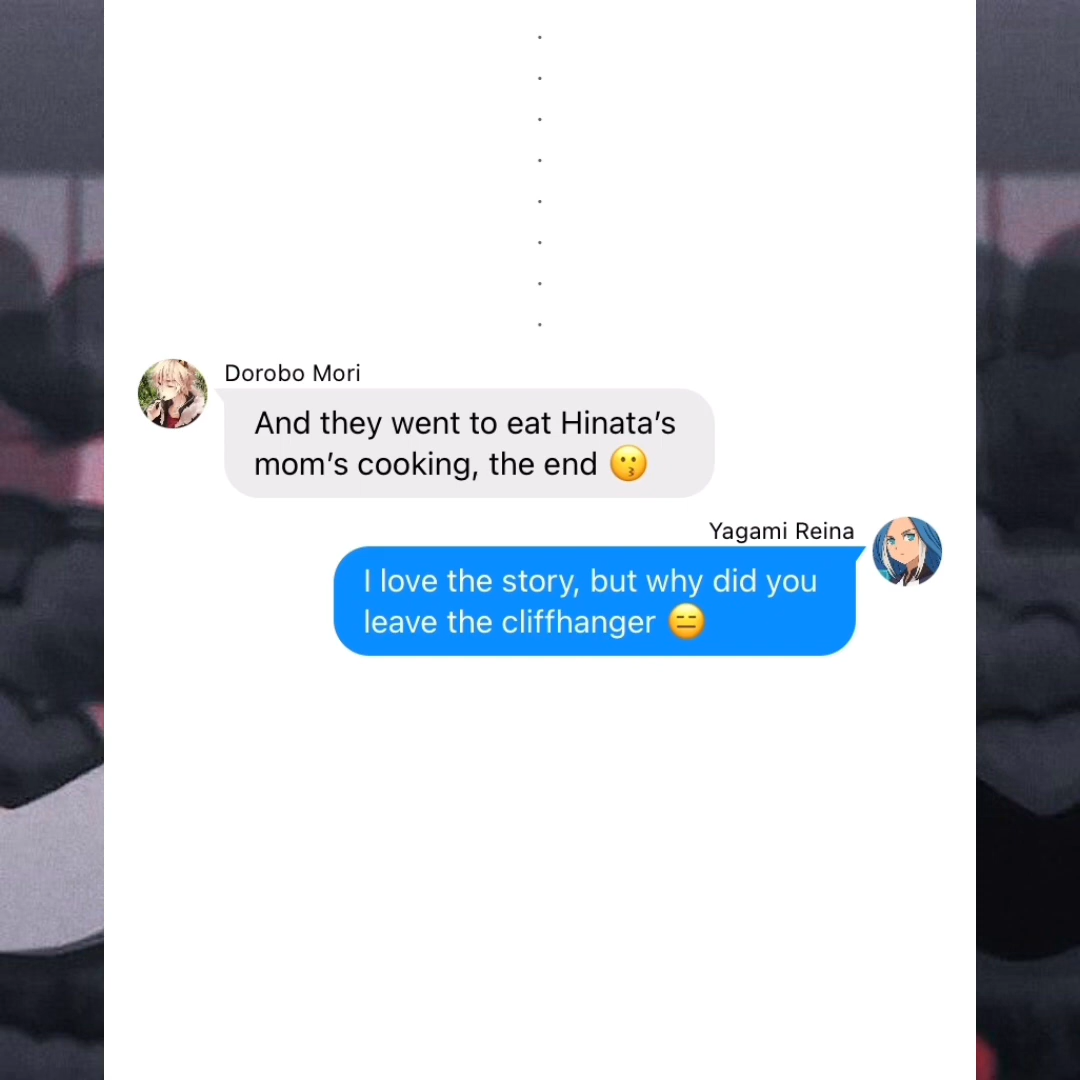 .
.
.
.
.
.
.
.
Dorobo Mori
And they went to eat Hinata’s
mom’s cooking, the end 😗
Yagami Reina
I love the story, but why did you
leave the cliffhanger 😑